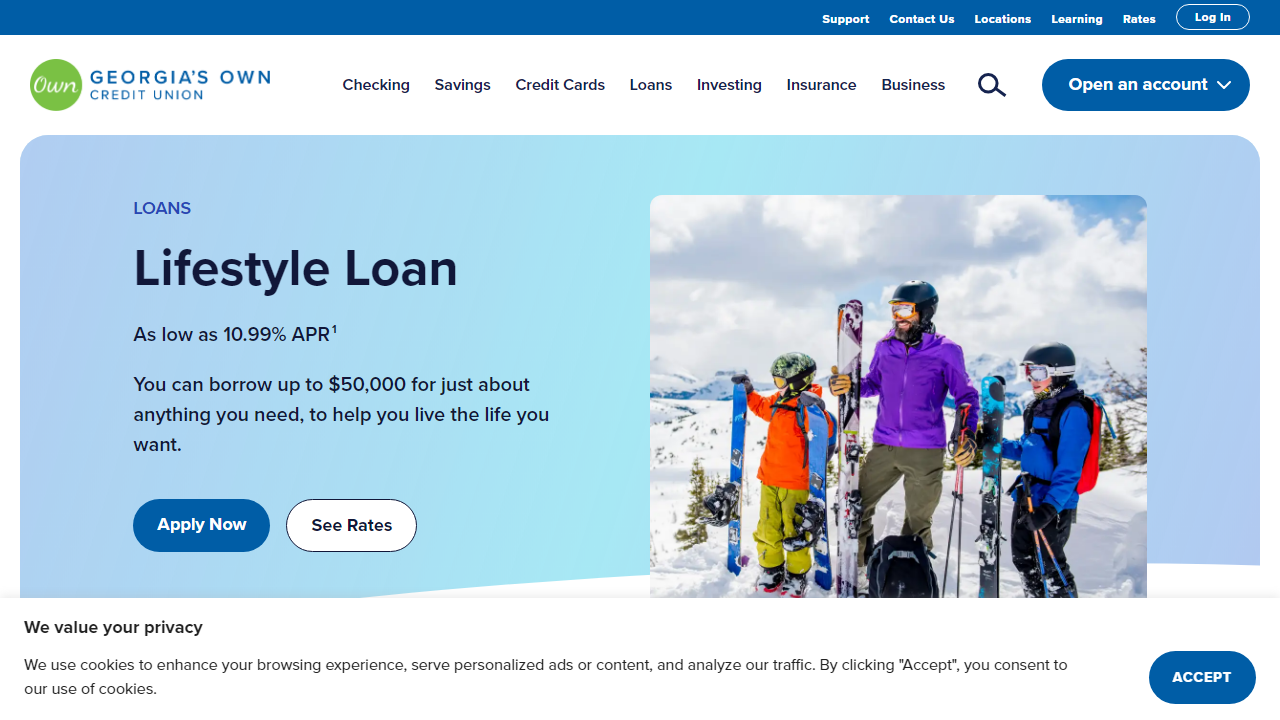 Support Contact Us Locations Learning Rates Log In
Own GEORGIA'S OWN
CREDIT UNION
Checking Savings Credit Cards Loans Investing Insurance Business Open an account
LOANS
Lifestyle Loan
As low as 10.99% APR¹
You can borrow up to $50,000 for just about
anything you need, to help you live the life you
want.
Apply Now See Rates
We value your privacy
We use cookies to enhance your browsing experience, serve personalized ads or content, and analyze our traffic. By clicking "Accept", you consent to
our use of cookies.
ACCEPT